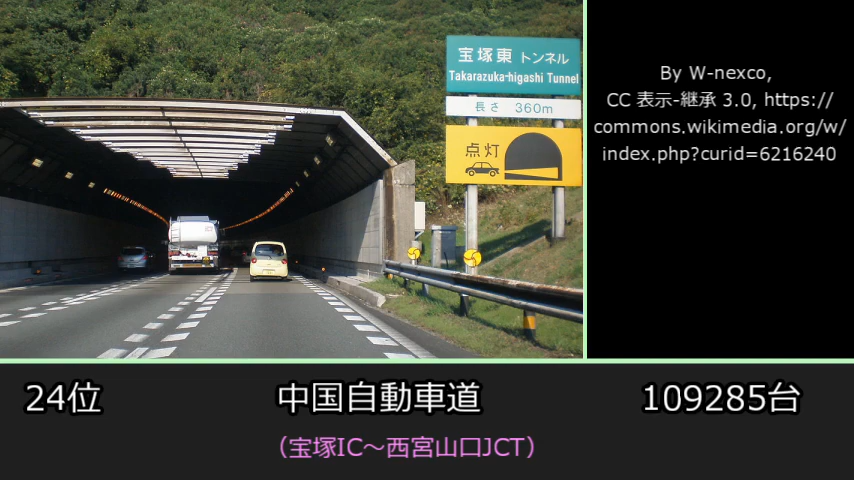 宝塚東 トンネル
Takarazuka-higashi Tunnel
長さ 360m
点灯
By W-nexco,
CC 表示-継承 3.0, https://
commons.wikimedia.org/w/
index.php?curid=6216240
24位 中国自動車道 109285台
（宝塚IC～西宮山口JCT）